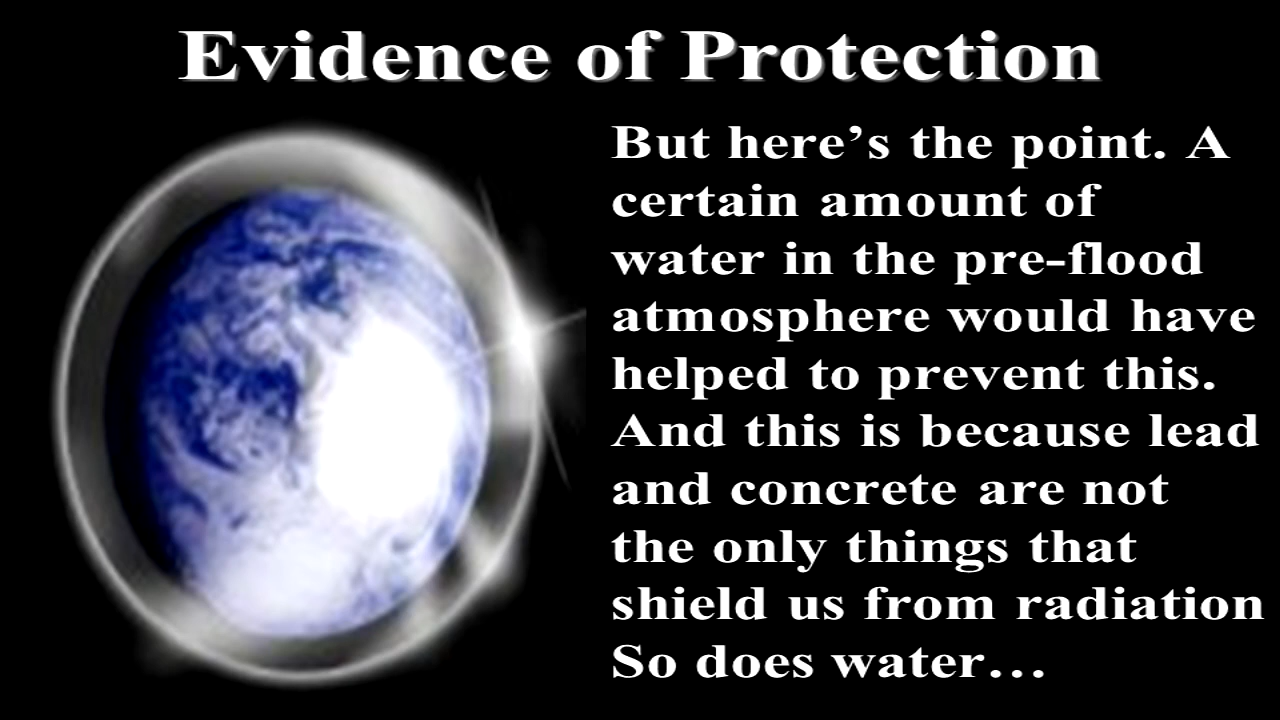 Evidence of Protection
But here’s the point. A
certain amount of
water in the pre-flood
atmosphere would have
helped to prevent this.
And this is because lead
and concrete are not
the only things that
shield us from radiation
So does water…